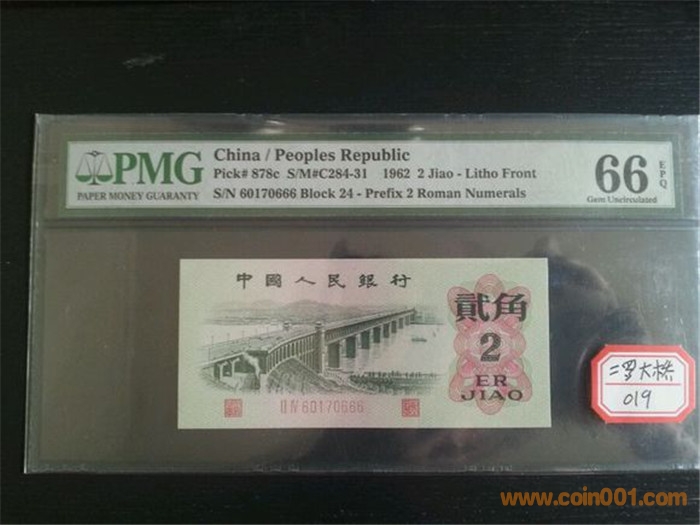 PMG
PAPER MONEY GUARANTY
China / Peoples Republic
Pick# 878c S/M#C284-31 1962 2 Jiao - Litho Front
S/N 60170666 Block 24 - Prefix 2 Roman Numerals
66 EPQ
Gem Uncirculated
中國人民銀行
貳角
2
ER
JIAO
II IV 60170666
二罗大桥
019
www.coin001.com